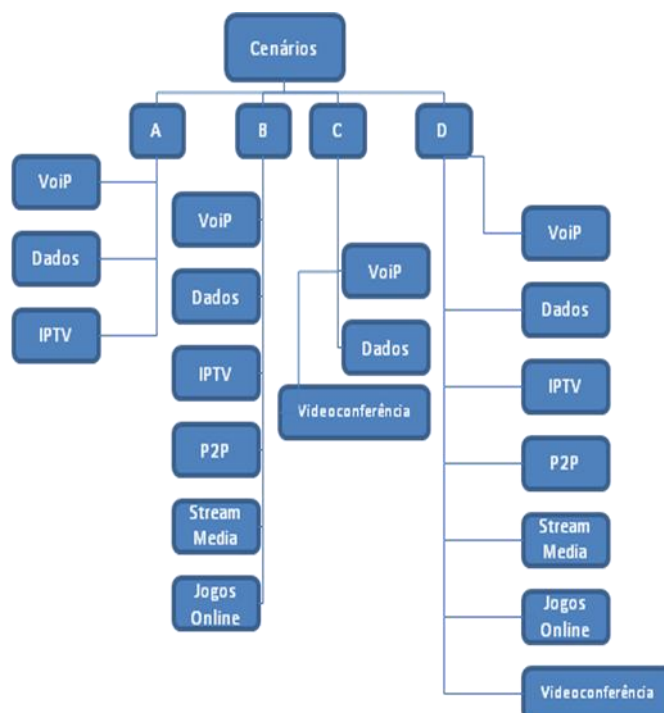 Cenários
A
B
C
D
VoiP
Dados
IPTV
VoiP
Dados
IPTV
P2P
Stream
Media
Jogos
Online
VoiP
Dados
Videoconferência
VoiP
Dados
IPTV
P2P
Stream
Media
Jogos
Online
Videoconferência